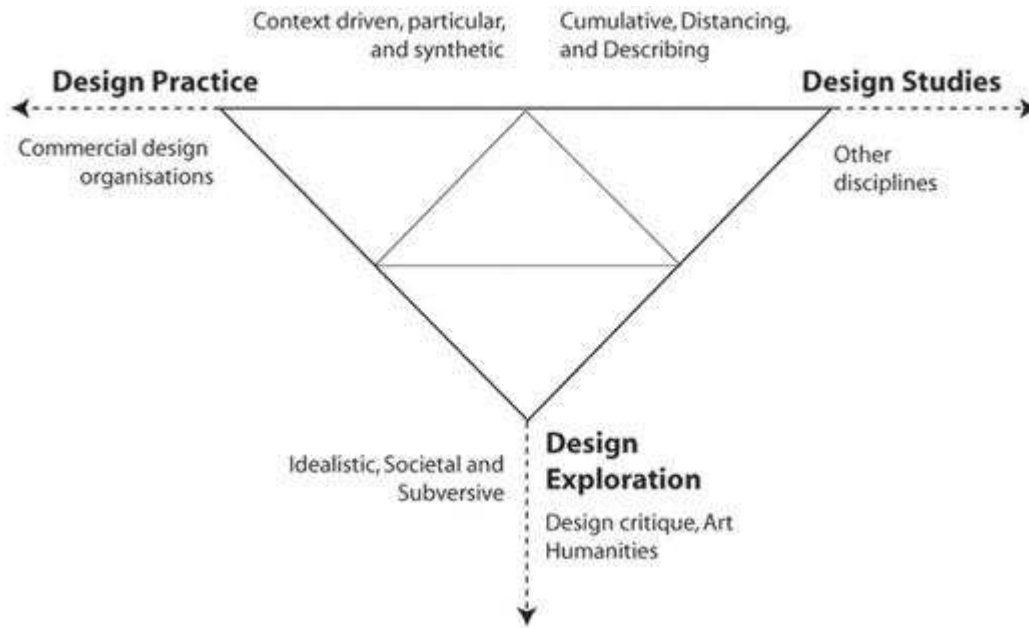 Context driven, particular,
and synthetic
Cumulative, Distancing,
and Describing
Design Practice
Design Studies
Commercial design
organisations
Other
disciplines
Idealistic, Societal and
Subversive
Design
Exploration
Design critique, Art
Humanities